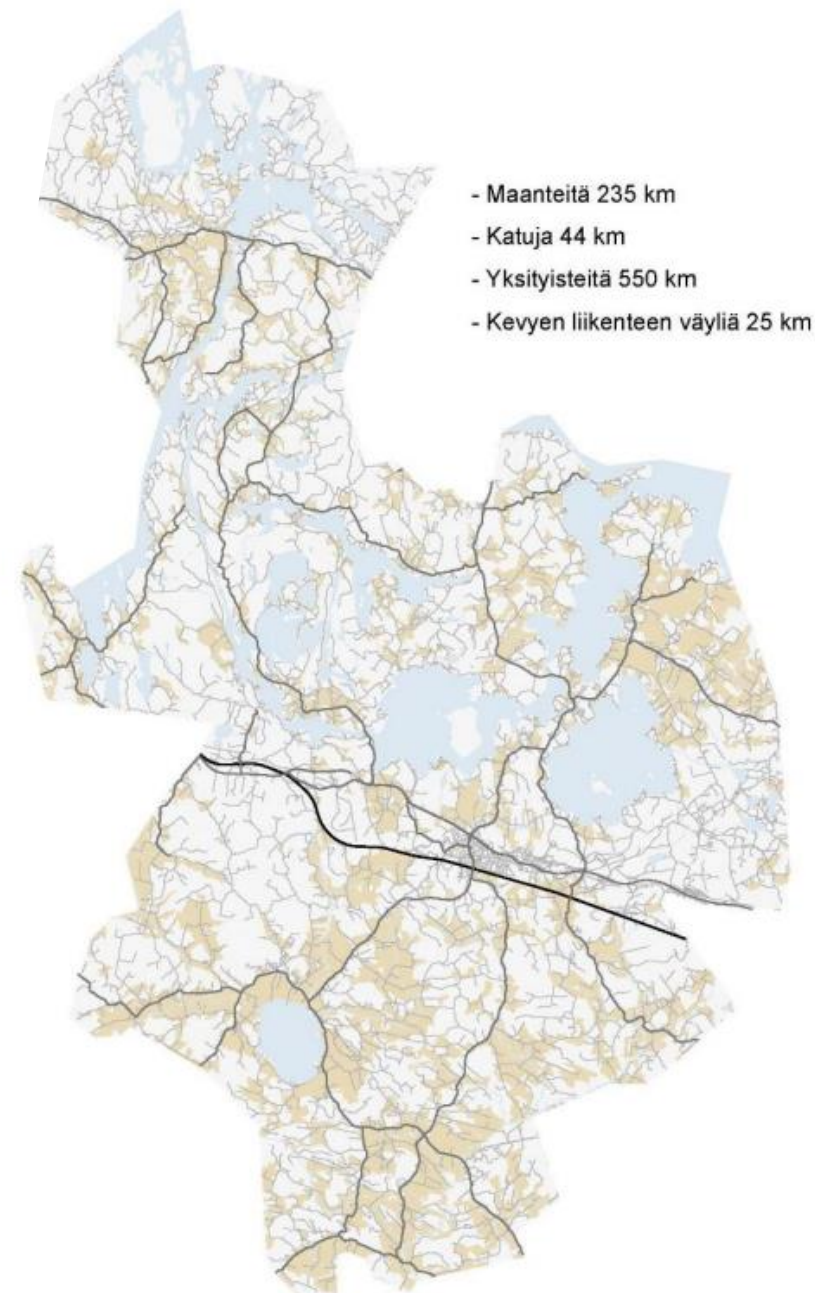 - Maanteitä 235 km
- Katuja 44 km
- Yksityisteitä 550 km
- Kevyen liikenteen väyliä 25 km